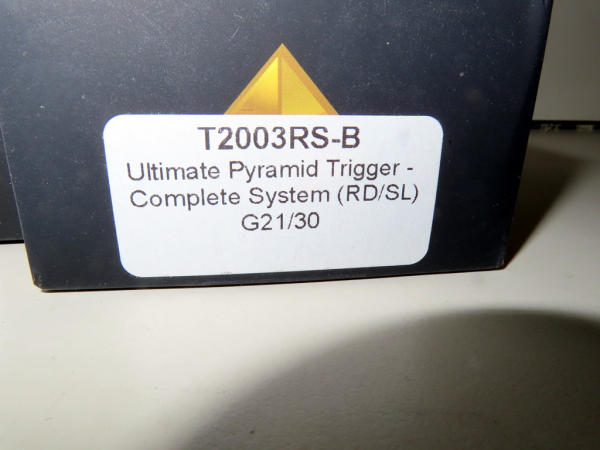 T2003RS-B
Ultimate Pyramid Trigger -
Complete System (RD/SL)
G21/30